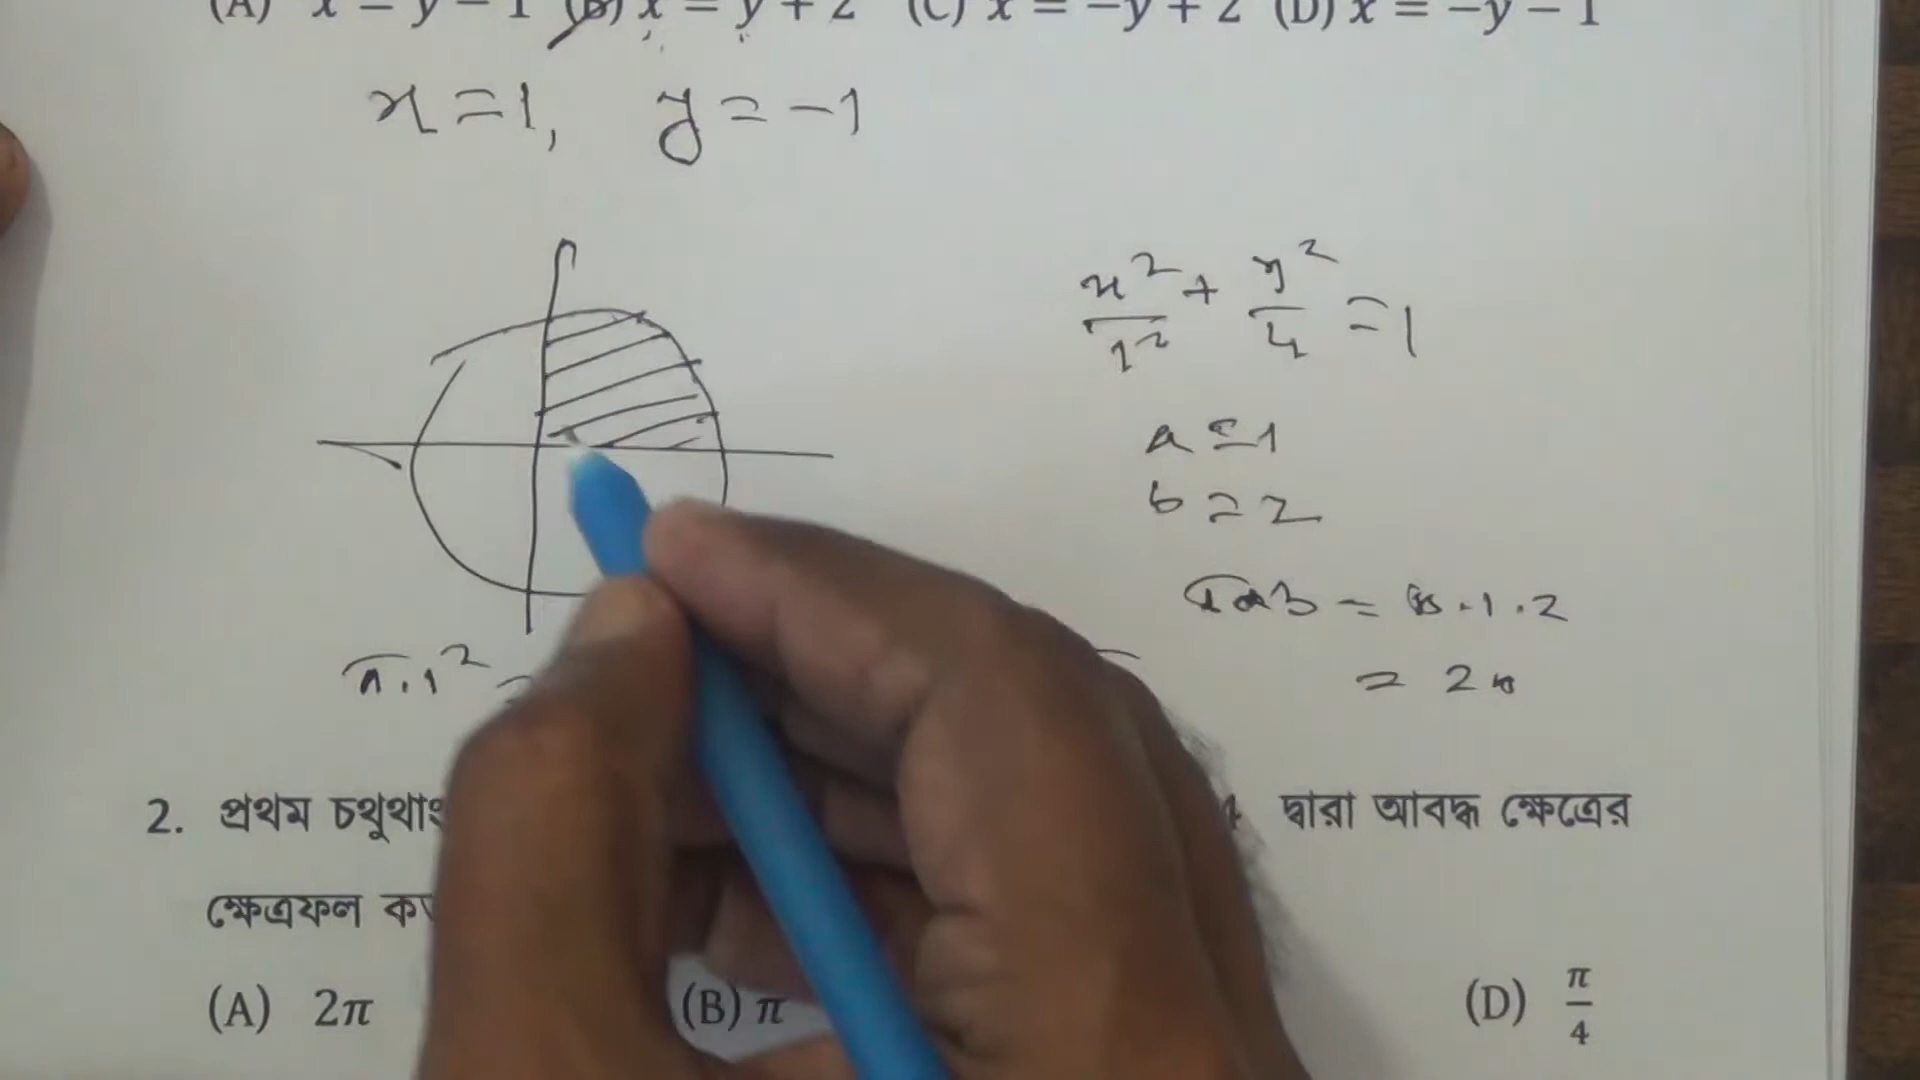 (A) x = y − 1 (B) x = y + 2 (C) x = −y + 2 (D) x = −y − 1
x = 1, y = −1
x²/1² + y²/4 = 1
a = 1
b = 2
πab = π.1.2
π.1² =
= 2π
2. প্রথম দ্বারা আবদ্ধ ক্ষেত্রের
ক্ষেত্রফল
(A) 2π (B) π (D) π/4